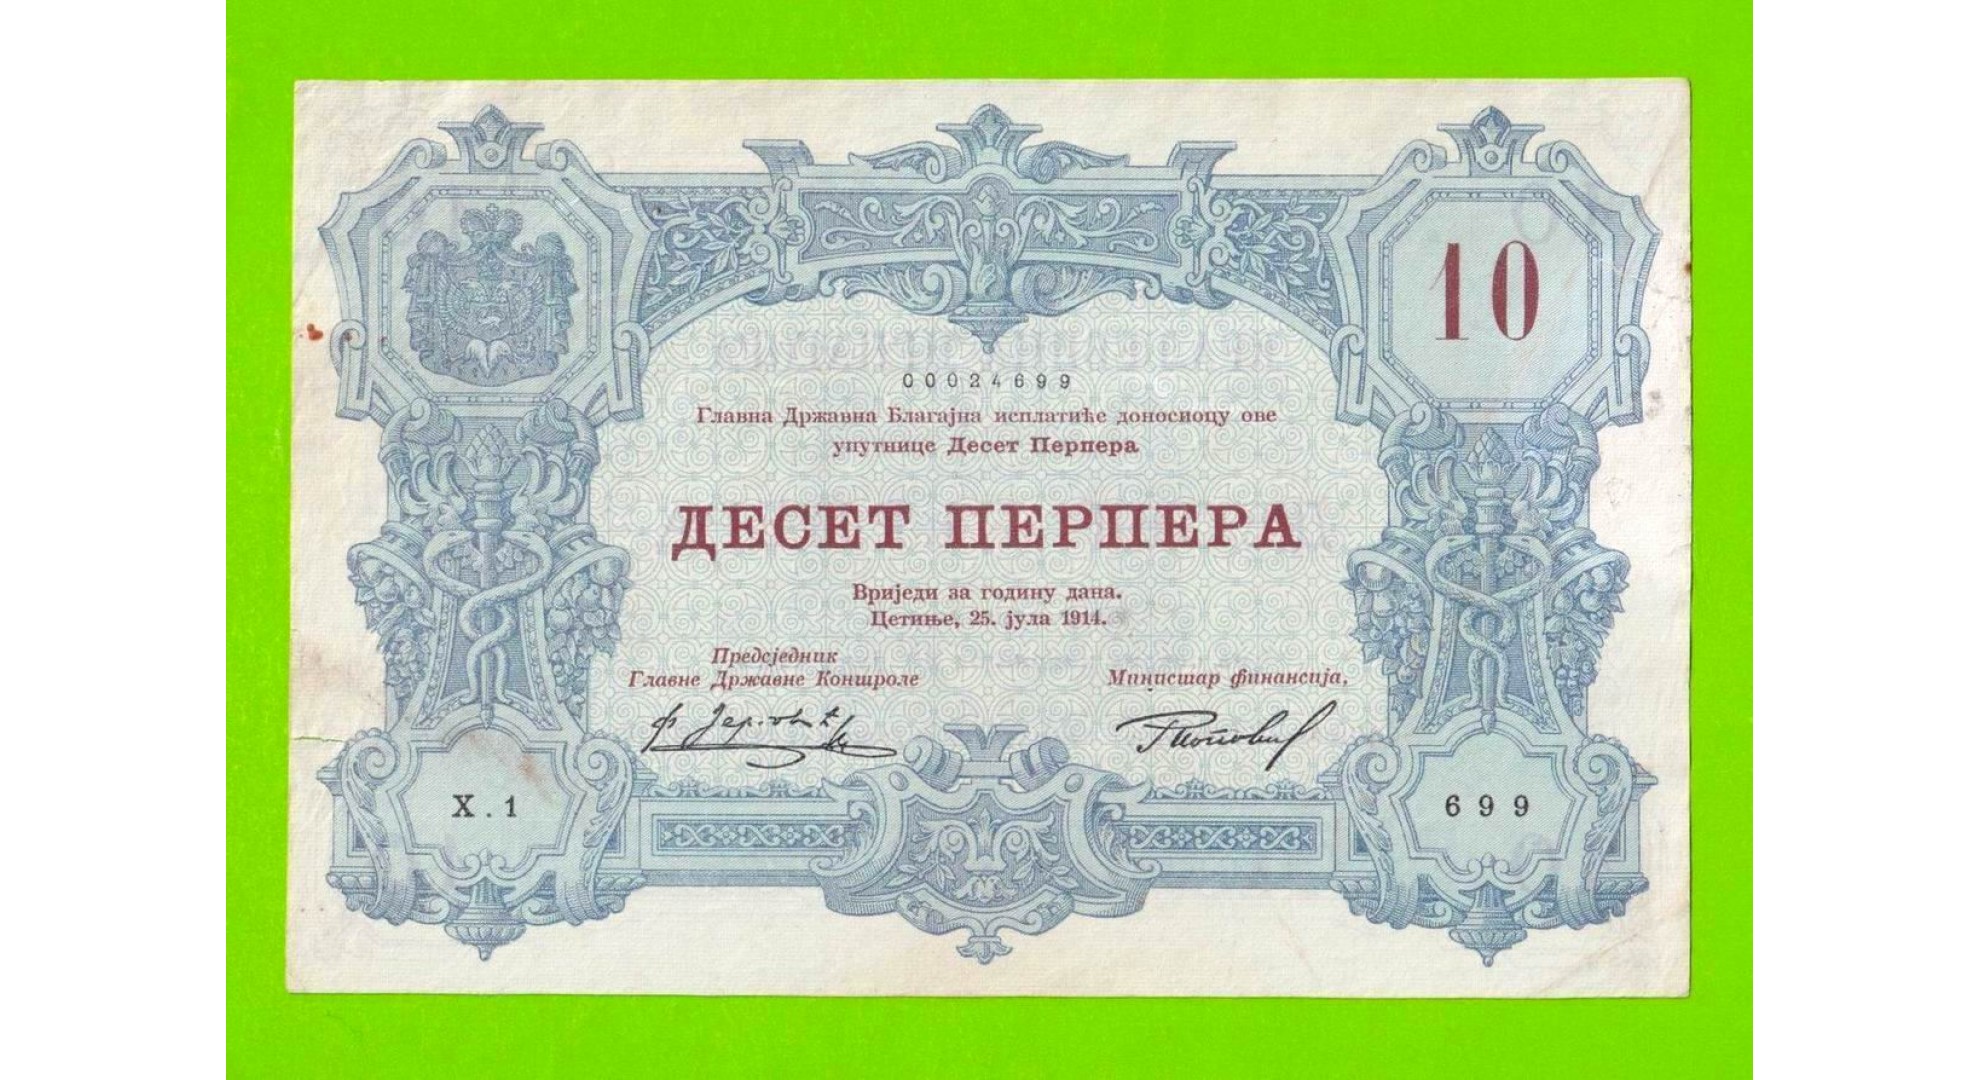 10
00024699
Главна Државна Благајна исплатиће доносиоцу ове
упутнице Десет Перпера
ДЕСЕТ ПЕРПЕРА
Вриједи за годину дана.
Цетиње, 25. јула 1914.
Предсједник
Главне Државне Контроле
Министар финансија,
X.1
699